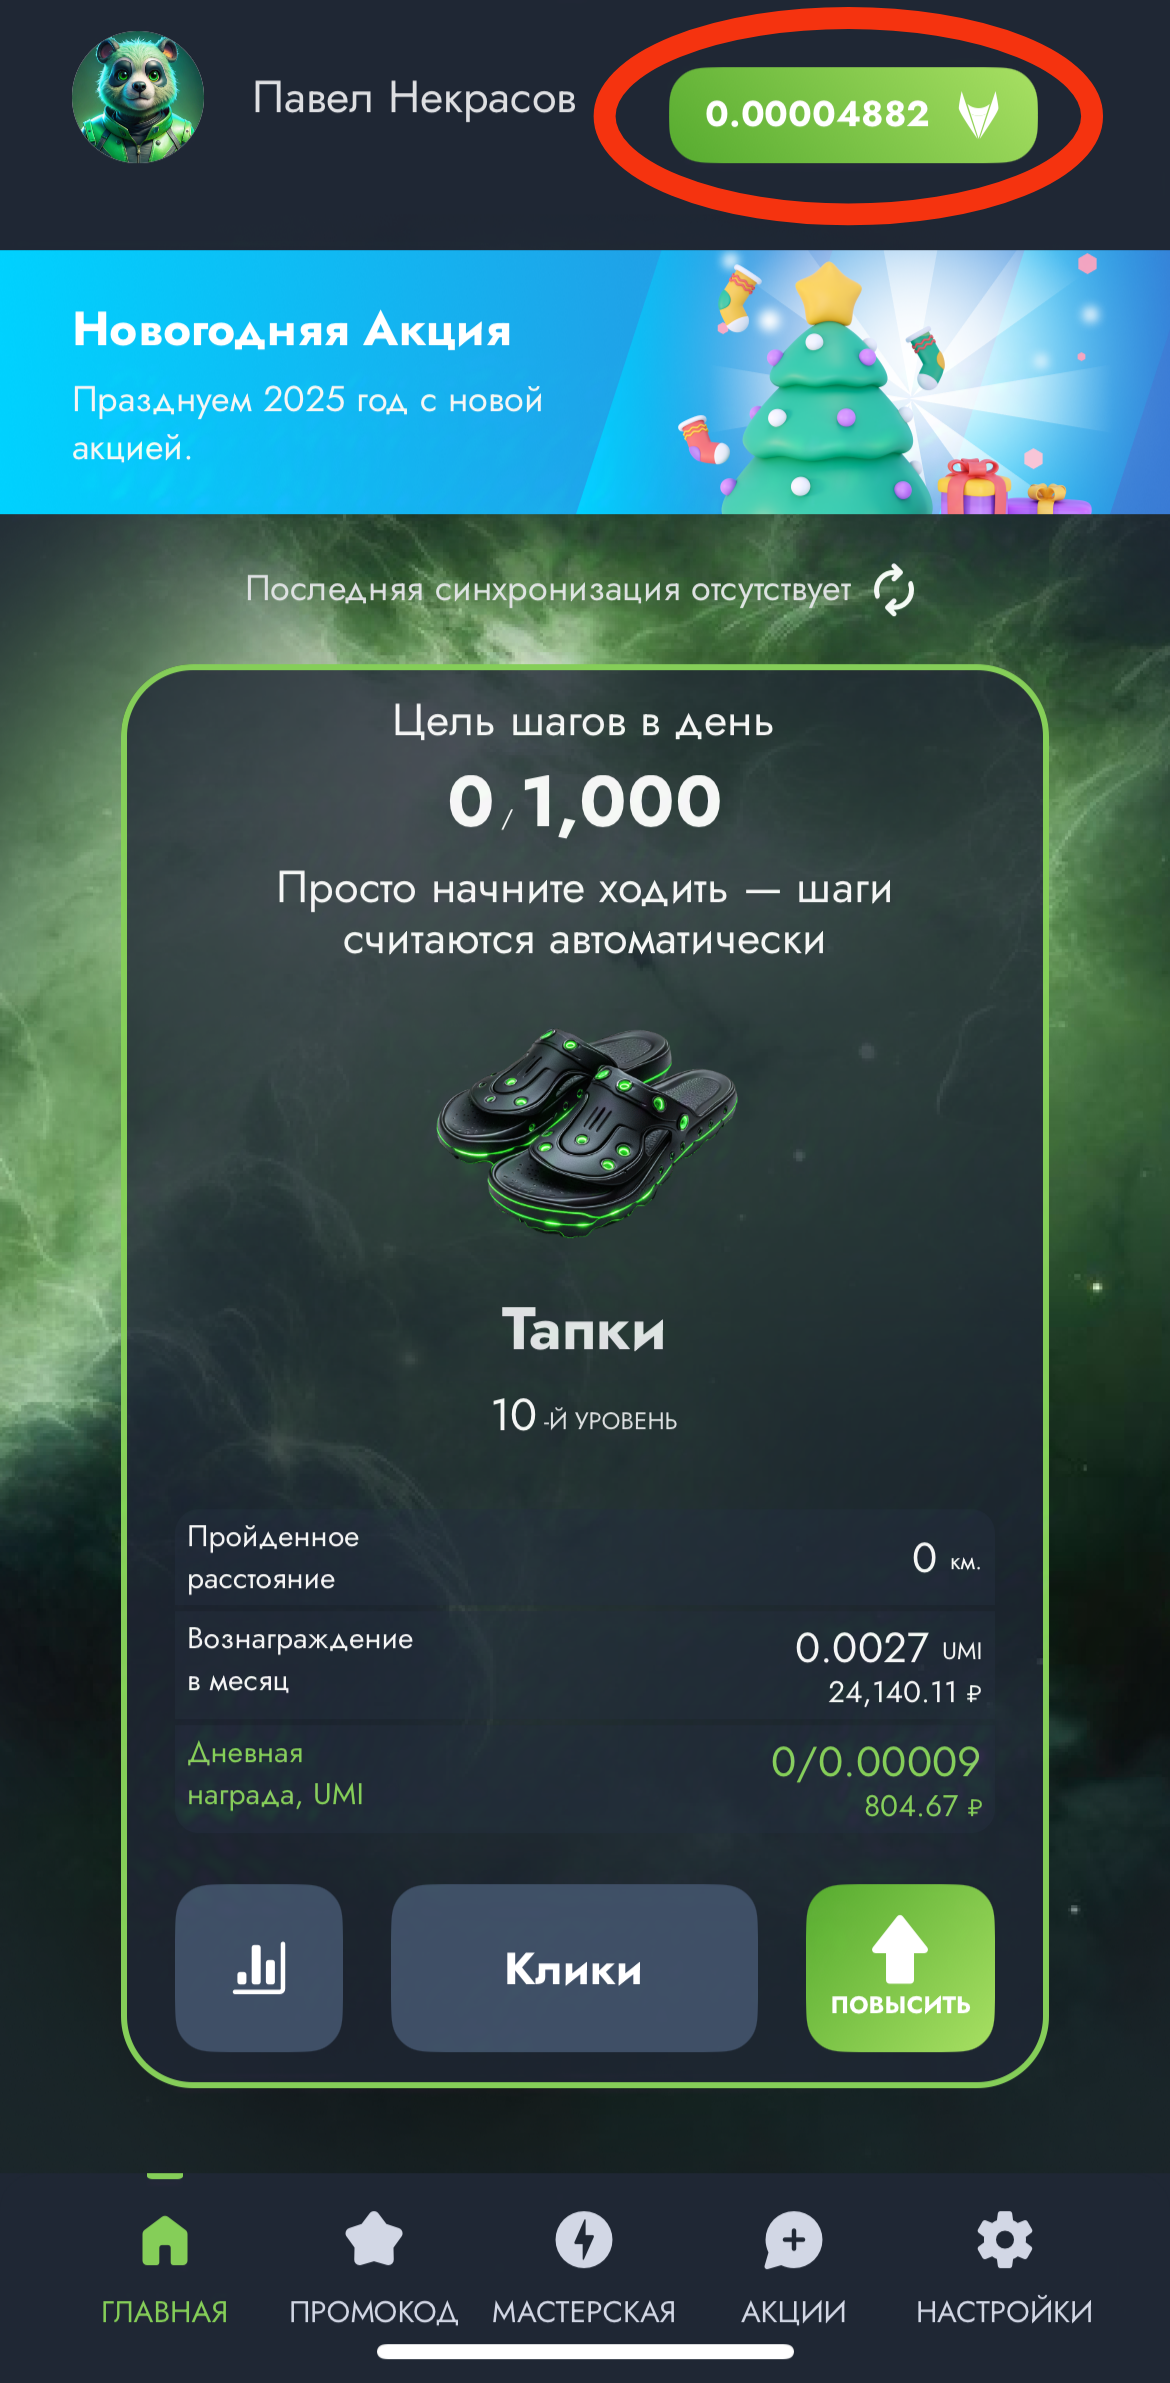 Павел Некрасов
0.00004882
Новогодняя Акция
Празднуем 2025 год с новой
акцией.
Последняя синхронизация отсутствует
Цель шагов в день
0/1,000
Просто начните ходить — шаги
считаются автоматически
Тапки
10-Й УРОВЕНЬ
Пройденное
расстояние
0 км.
Вознаграждение
в месяц
0.0027 UMI
24,140.11 ₽
Дневная
награда, UMI
0/0.00009
804.67 ₽
Клики
ПОВЫСИТЬ
ГЛАВНАЯ
ПРОМОКОД
МАСТЕРСКАЯ
АКЦИИ
НАСТРОЙКИ